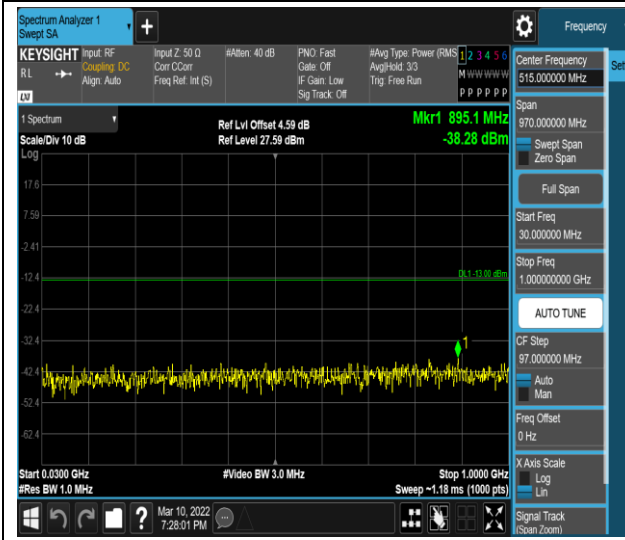 Spectrum Analyzer 1
Swept SA
Frequency
KEYSIGHT
RL
LXI
Input: RF
Coupling: DC
Align: Auto
Input Z: 50 Ω
Corr CCorr
Freq Ref: Int (S)
#Atten: 40 dB
PNO: Fast
Gate: Off
IF Gain: Low
Sig Track: Off
#Avg Type: Power (RMS
Avg|Hold: 3/3
Trig: Free Run
1 2 3 4 5 6
M W W W W W
P P P P P P
1 Spectrum
Scale/Div 10 dB
Ref Lvl Offset 4.59 dB
Ref Level 27.59 dBm
Mkr1 895.1 MHz
-38.28 dBm
Log
17.6
7.59
-2.41
-12.4
-22.4
-32.4
-42.4
-52.4
-62.4
DL1 -13.00 dBm
1
Start 0.0300 GHz
#Res BW 1.0 MHz
#Video BW 3.0 MHz
Stop 1.0000 GHz
Sweep ~1.18 ms (1000 pts)
Mar 10, 2022
7:28:01 PM
Center Frequency
515.000000 MHz
Span
970.000000 MHz
Swept Span
Zero Span
Full Span
Start Freq
30.000000 MHz
Stop Freq
1.000000000 GHz
AUTO TUNE
CF Step
97.000000 MHz
Auto
Man
Freq Offset
0 Hz
X Axis Scale
Log
Lin
Signal Track
(Span Zoom)
Set